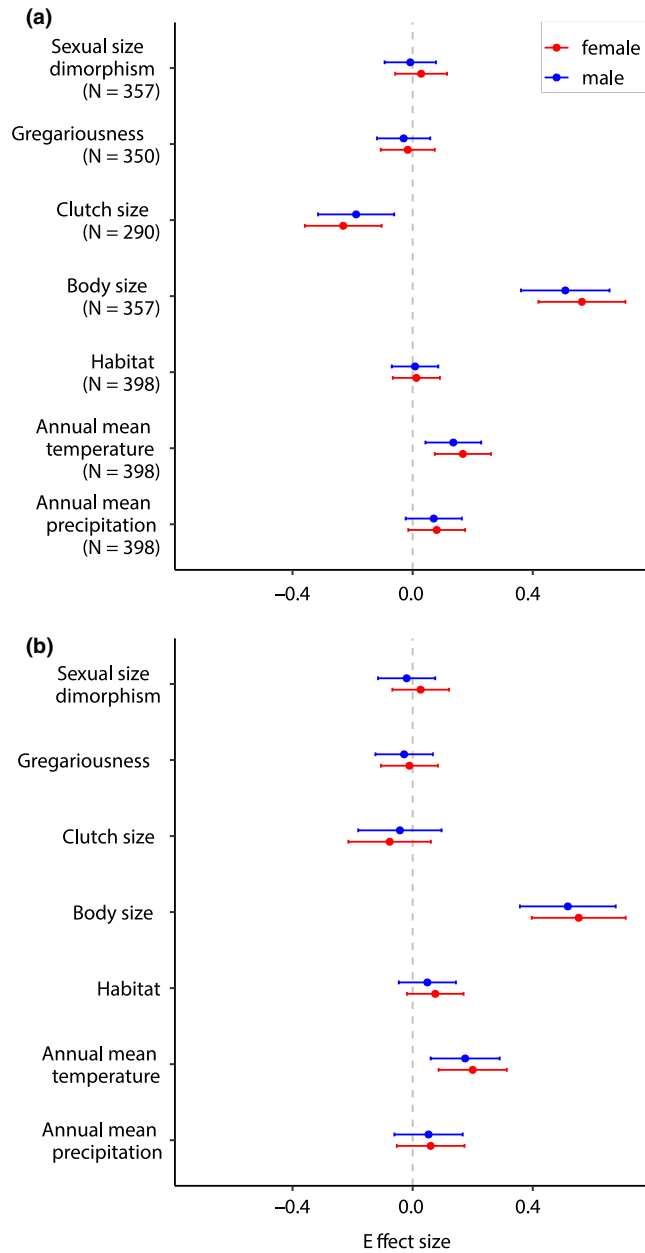 (a)
female
male
Sexual size
dimorphism
(N = 357)
Gregariousness
(N = 350)
Clutch size
(N = 290)
Body size
(N = 357)
Habitat
(N = 398)
Annual mean
temperature
(N = 398)
Annual mean
precipitation
(N = 398)
−0.4 0.0 0.4
(b)
Sexual size
dimorphism
Gregariousness
Clutch size
Body size
Habitat
Annual mean
temperature
Annual mean
precipitation
−0.4 0.0 0.4
E ffect size